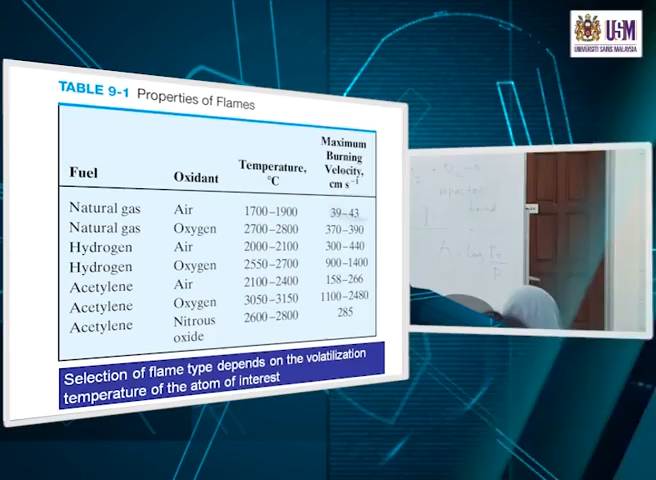 USM
UNIVERSITI SAINS MALAYSIA
TABLE 9-1 Properties of Flames
Fuel Oxidant Temperature, °C Maximum Burning Velocity, cm s⁻¹
Natural gas Air 1700–1900 39–43
Natural gas Oxygen 2700–2800 370–390
Hydrogen Air 2000–2100 300–440
Hydrogen Oxygen 2550–2700 900–1400
Acetylene Air 2100–2400 158–266
Acetylene Oxygen 3050–3150 1100–2480
Acetylene Nitrous oxide 2600–2800 285
Selection of flame type depends on the volatilization
temperature of the atom of interest